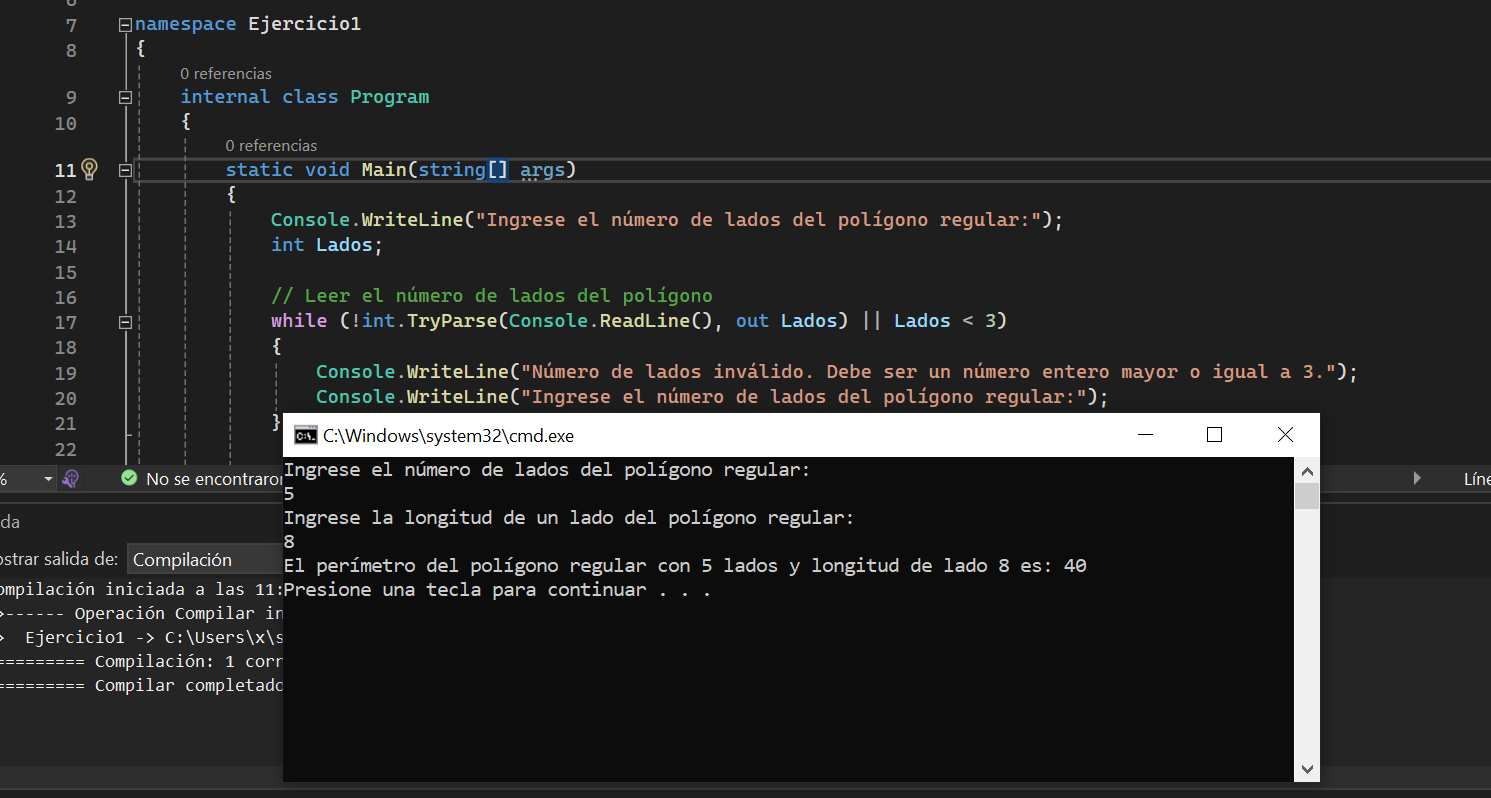 7 namespace Ejercicio1
8 {
0 referencias
9 internal class Program
10 {
0 referencias
11 static void Main(string[] args)
12 {
13 Console.WriteLine("Ingrese el número de lados del polígono regular:");
14 int Lados;
15
16 // Leer el número de lados del polígono
17 while (!int.TryParse(Console.ReadLine(), out Lados) || Lados < 3)
18 {
19 Console.WriteLine("Número de lados inválido. Debe ser un número entero mayor o igual a 3.");
20 Console.WriteLine("Ingrese el número de lados del polígono regular:");
21 }
22
C:\Windows\system32\cmd.exe
Ingrese el número de lados del polígono regular:
5
Ingrese la longitud de un lado del polígono regular:
8
El perímetro del polígono regular con 5 lados y longitud de lado 8 es: 40
Presione una tecla para continuar . . .
% No se encontraron
Líne
da
ostrar salida de: Compilación
ompilación iniciada a las 11:
>------ Operación Compilar in
> Ejercicio1 -> C:\Users\x\s
========= Compilación: 1 corr
========= Compilar completado